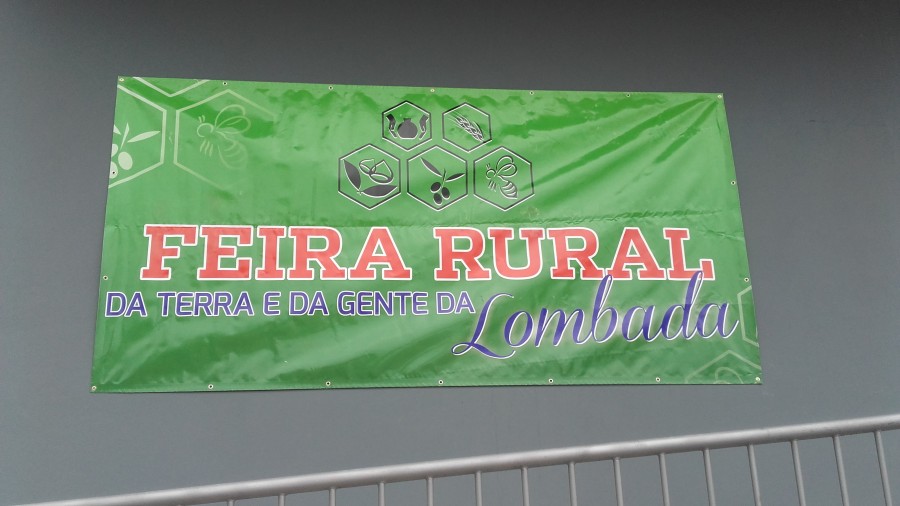 FEIRA RURAL
DA TERRA E DA GENTE DA Lombada